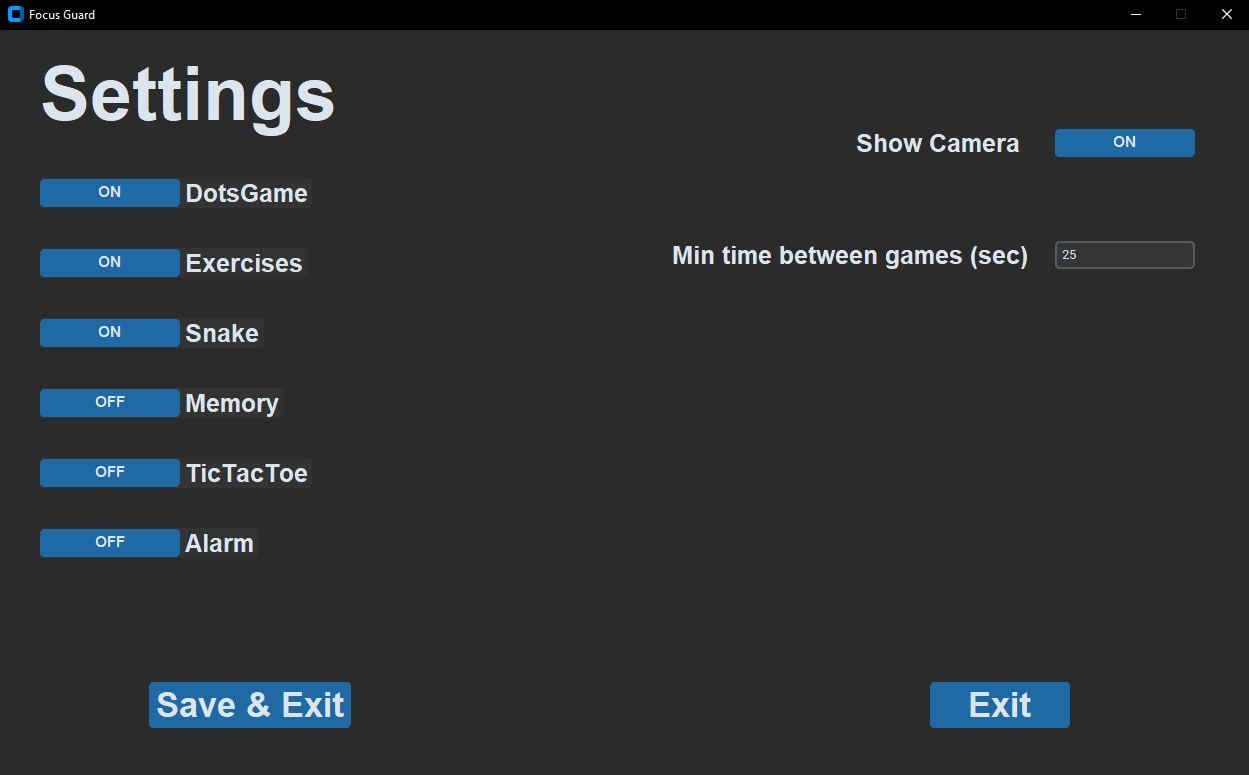 Focus Guard
Settings
Show Camera ON
ON DotsGame
Min time between games (sec) 25
ON Exercises
ON Snake
OFF Memory
OFF TicTacToe
OFF Alarm
Save & Exit
Exit